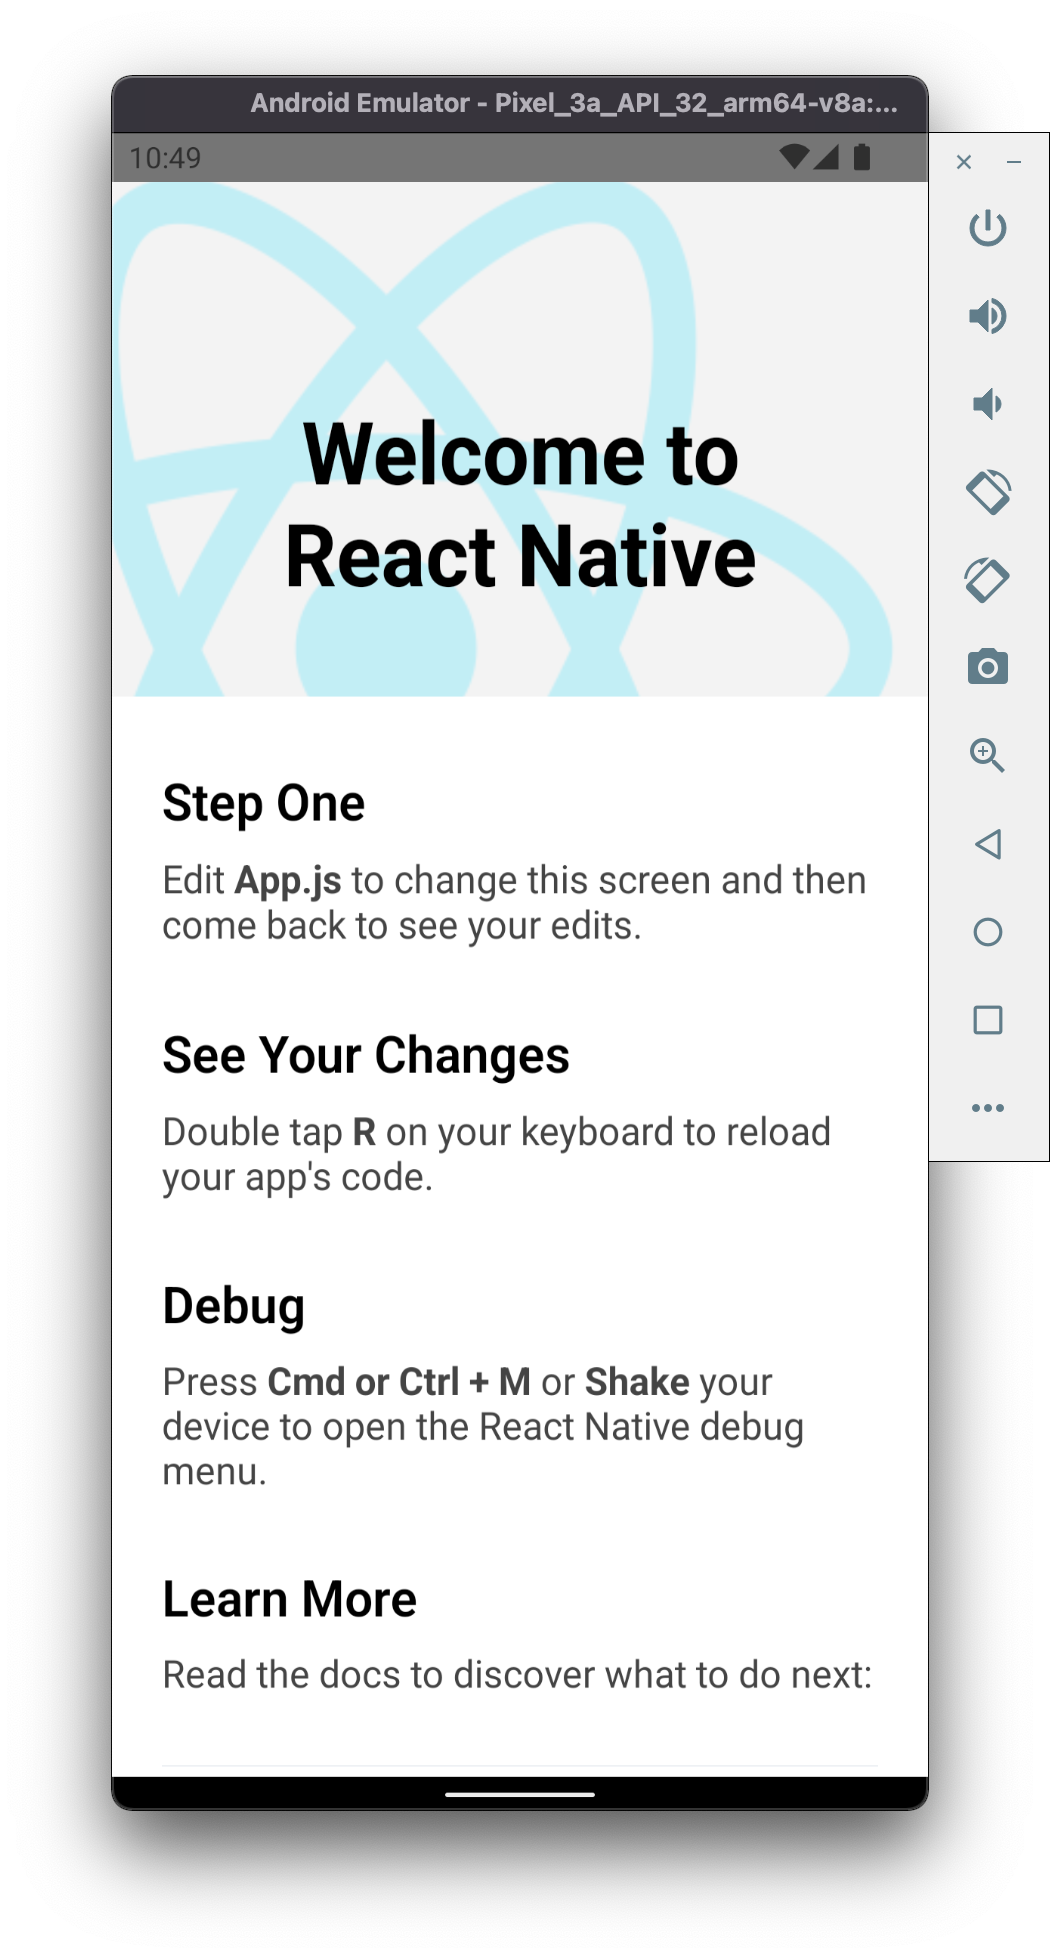 Android Emulator - Pixel_3a_API_32_arm64-v8a:...
10:49
Welcome to
React Native
Step One
Edit App.js to change this screen and then
come back to see your edits.
See Your Changes
Double tap R on your keyboard to reload
your app's code.
Debug
Press Cmd or Ctrl + M or Shake your
device to open the React Native debug
menu.
Learn More
Read the docs to discover what to do next: